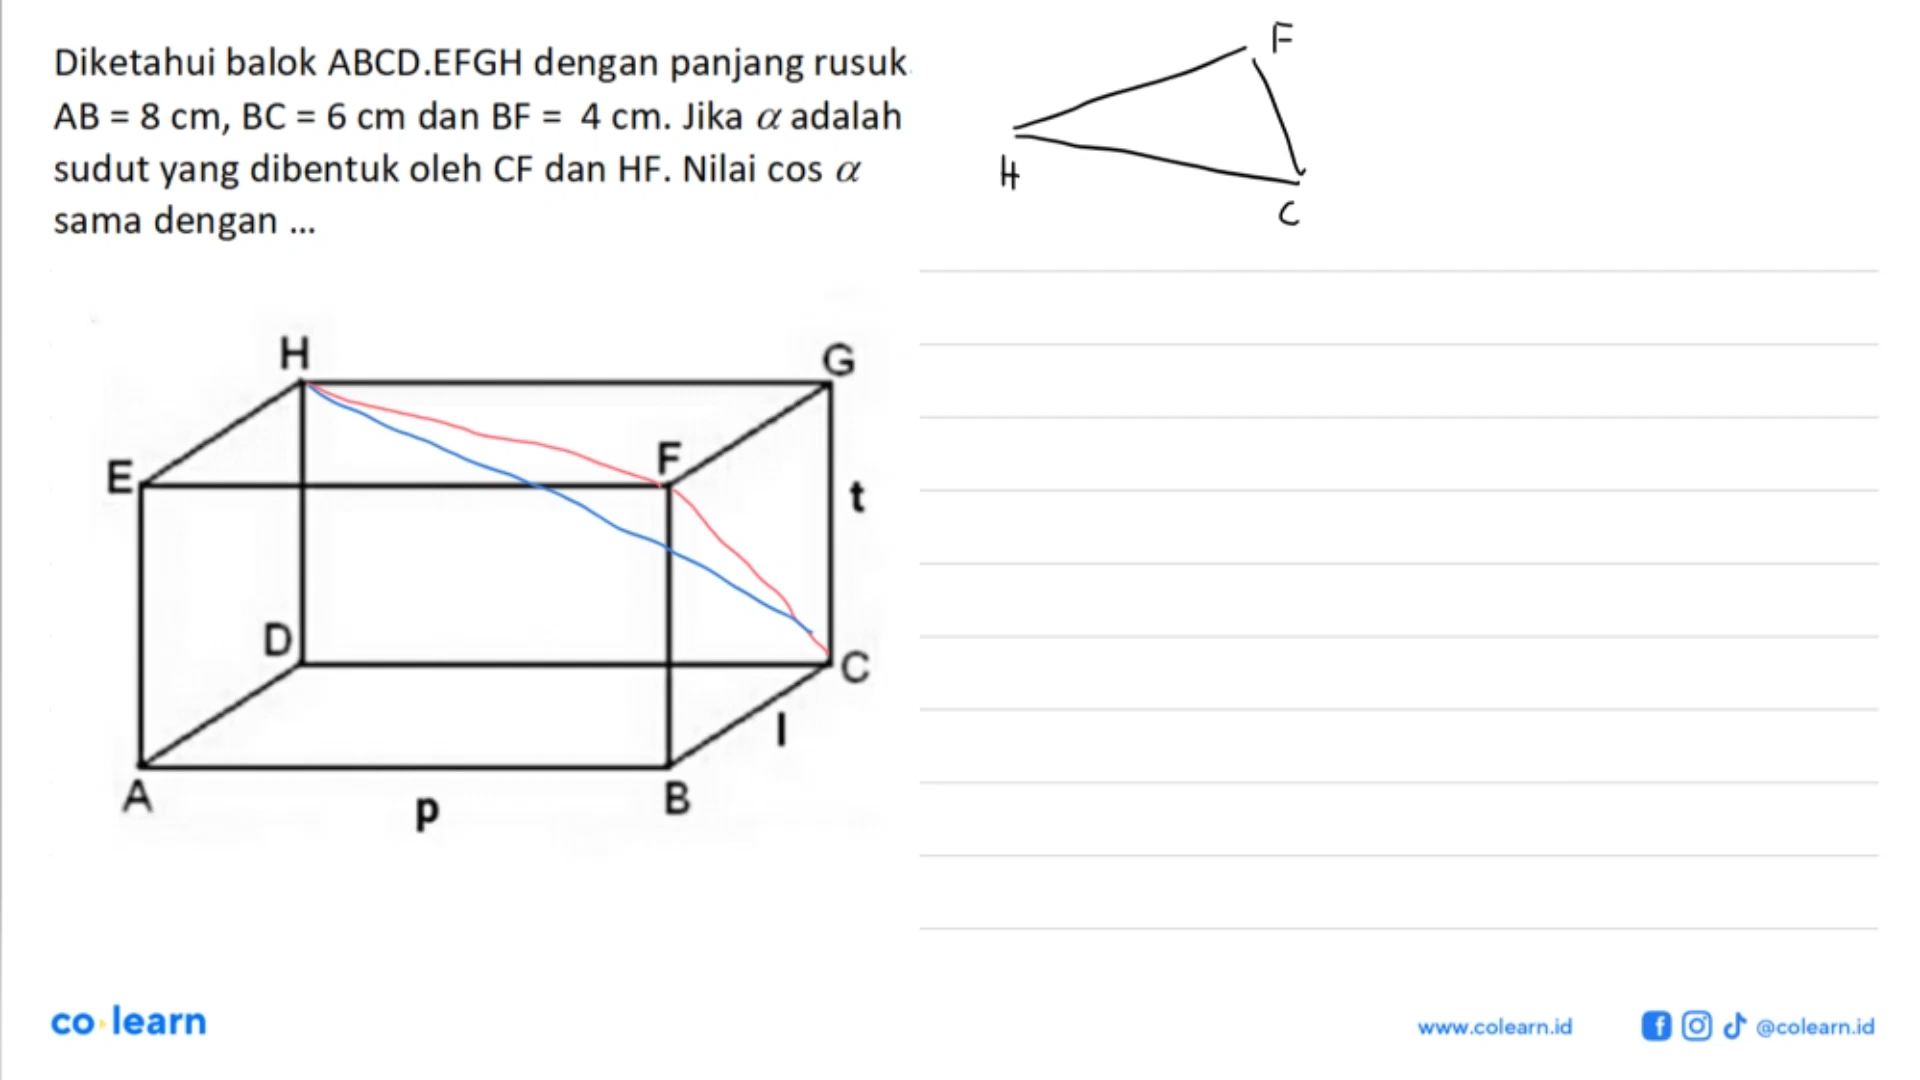 Diketahui balok ABCD.EFGH dengan panjang rusuk
AB = 8 cm, BC = 6 cm dan BF = 4 cm. Jika α adalah
sudut yang dibentuk oleh CF dan HF. Nilai cos α
sama dengan ...
F
H
C
H
G
E
F
t
D
C
l
A
p
B
co learn
www.colearn.id
@colearn.id